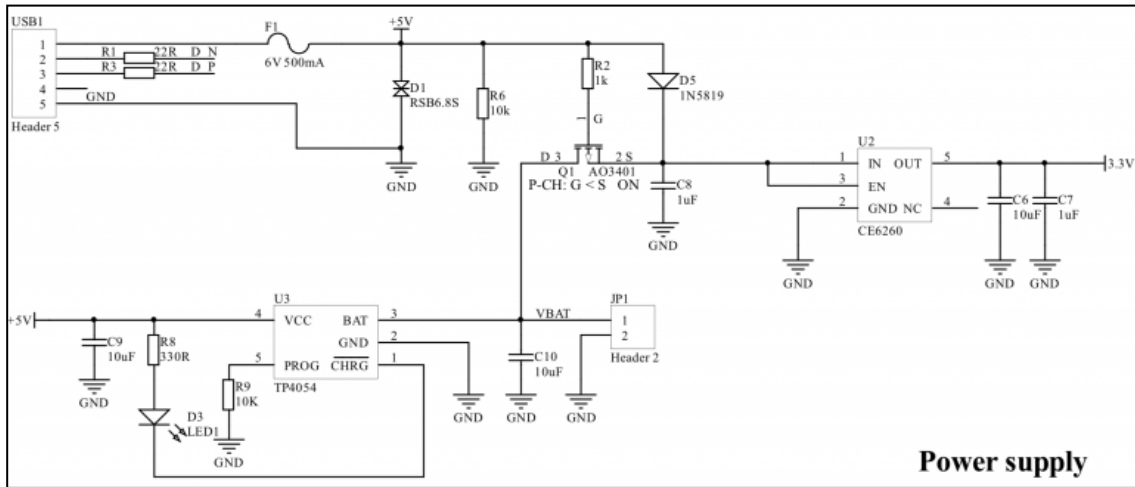 USB1
1
2
3
4
5
Header 5
R1 22R D_N
R3 22R D_P
GND
F1
6V 500mA
+5V
D1
RSB6.8S
GND
R6
10k
R2
1k
1 G
D5
1N5819
D 3 2 S
Q1 AO3401
P-CH: G < S ON
C8
1uF
GND
U2
1 IN OUT 5
3 EN
2 GND NC 4
CE6260
GND
C6
10uF
GND
C7
1uF
GND
3.3V
+5V
C9
10uF
GND
R8
330R
D3
LED1
U3
4 VCC BAT 3
GND 2
5 PROG CHRG 1
TP4054
R9
10K
GND
GND
VBAT
C10
10uF
GND
JP1
1
2
Header 2
GND
Power supply